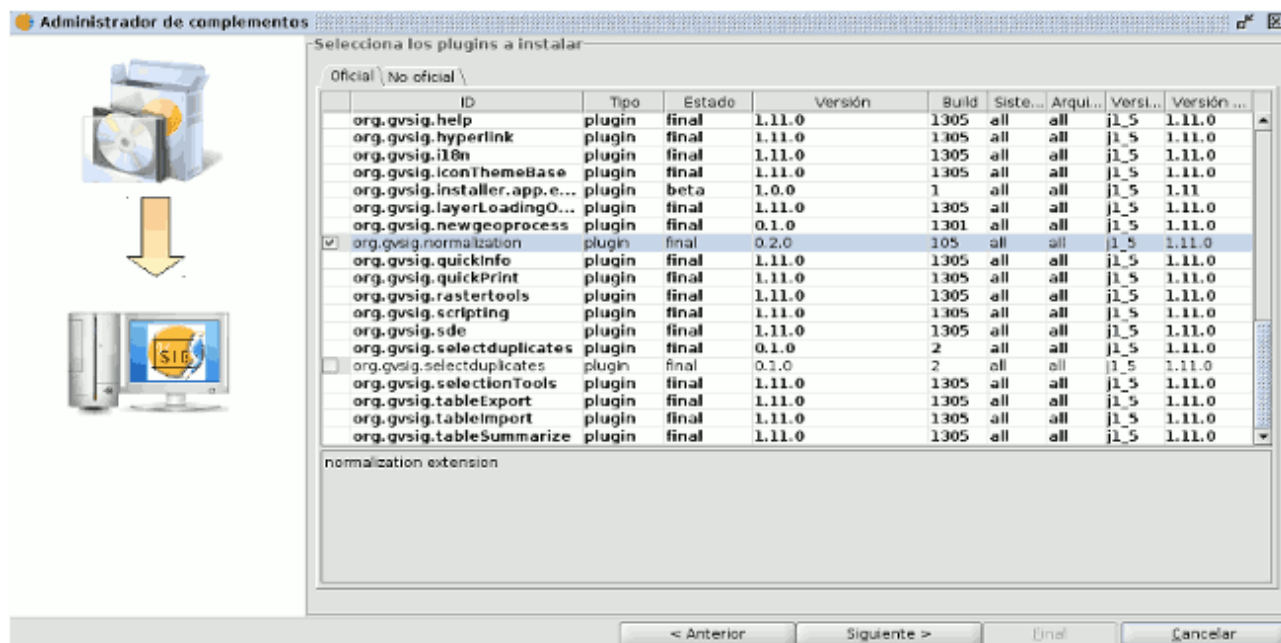 Administrador de complementos
Selecciona los plugins a instalar
Oficial No oficial
ID Tipo Estado Versión Build Siste... Arqui... Versi... Versión ...
org.gvsig.help plugin final 1.11.0 1305 all all j1_5 1.11.0
org.gvsig.hyperlink plugin final 1.11.0 1305 all all j1_5 1.11.0
org.gvsig.i18n plugin final 1.11.0 1305 all all j1_5 1.11.0
org.gvsig.iconThemeBase plugin final 1.11.0 1305 all all j1_5 1.11.0
org.gvsig.installer.app.e... plugin beta 1.0.0 1 all all j1_5 1.11
org.gvsig.layerLoadingO... plugin final 1.11.0 1305 all all j1_5 1.11.0
org.gvsig.newgeoprocess plugin final 0.1.0 1301 all all j1_5 1.11.0
org.gvsig.normalization plugin final 0.2.0 105 all all j1_5 1.11.0
org.gvsig.quickInfo plugin final 1.11.0 1305 all all j1_5 1.11.0
org.gvsig.quickPrint plugin final 1.11.0 1305 all all j1_5 1.11.0
org.gvsig.rastertools plugin final 1.11.0 1305 all all j1_5 1.11.0
org.gvsig.scripting plugin final 1.11.0 1305 all all j1_5 1.11.0
org.gvsig.sde plugin final 1.11.0 1305 all all j1_5 1.11.0
org.gvsig.selectduplicates plugin final 0.1.0 2 all all j1_5 1.11.0
org.gvsig.selectduplicates plugin final 0.1.0 2 all all j1_5 1.11.0
org.gvsig.selectionTools plugin final 1.11.0 1305 all all j1_5 1.11.0
org.gvsig.tableExport plugin final 1.11.0 1305 all all j1_5 1.11.0
org.gvsig.tableImport plugin final 1.11.0 1305 all all j1_5 1.11.0
org.gvsig.tableSummarize plugin final 1.11.0 1305 all all j1_5 1.11.0
SIG
normalization extension
< Anterior Siguiente > Final Cancelar